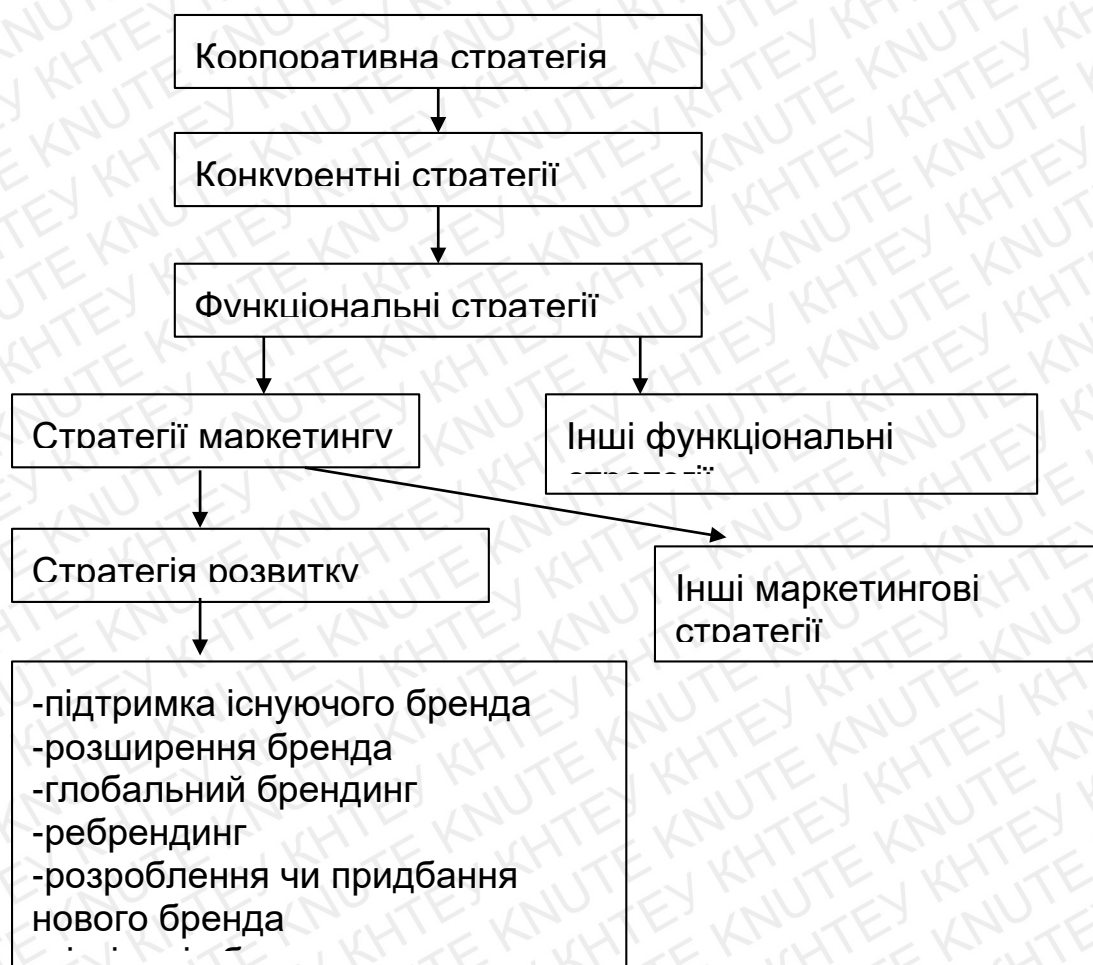 Корпоративна стратегія
Конкурентні стратегії
Функціональні стратегії
Стратегії маркетингу
Інші функціональні
стратегії
Стратегія розвитку
Інші маркетингові
стратегії
-підтримка існуючого бренда
-розширення бренда
-глобальний брендинг
-ребрендинг
-розроблення чи придбання
нового бренда